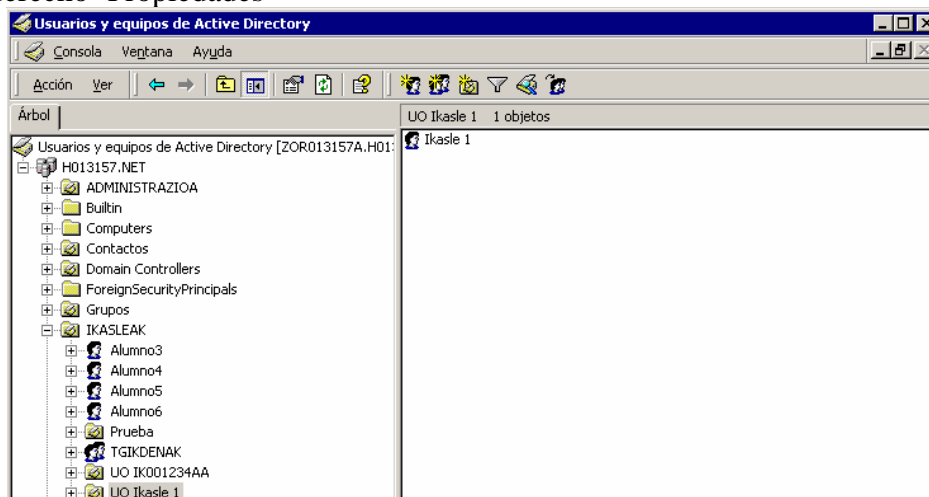 derecho "Propiedades"
Usuarios y equipos de Active Directory
Consola Ventana Ayuda
Acción Ver
Árbol
UO Ikasle 1 1 objetos
Usuarios y equipos de Active Directory [ZOR013157A.H01
Ikasle 1
H013157.NET
ADMINISTRAZIOA
Builtin
Computers
Contactos
Domain Controllers
ForeignSecurityPrincipals
Grupos
IKASLEAK
Alumno3
Alumno4
Alumno5
Alumno6
Prueba
TGIKDENAK
UO IK001234AA
UO Ikasle 1